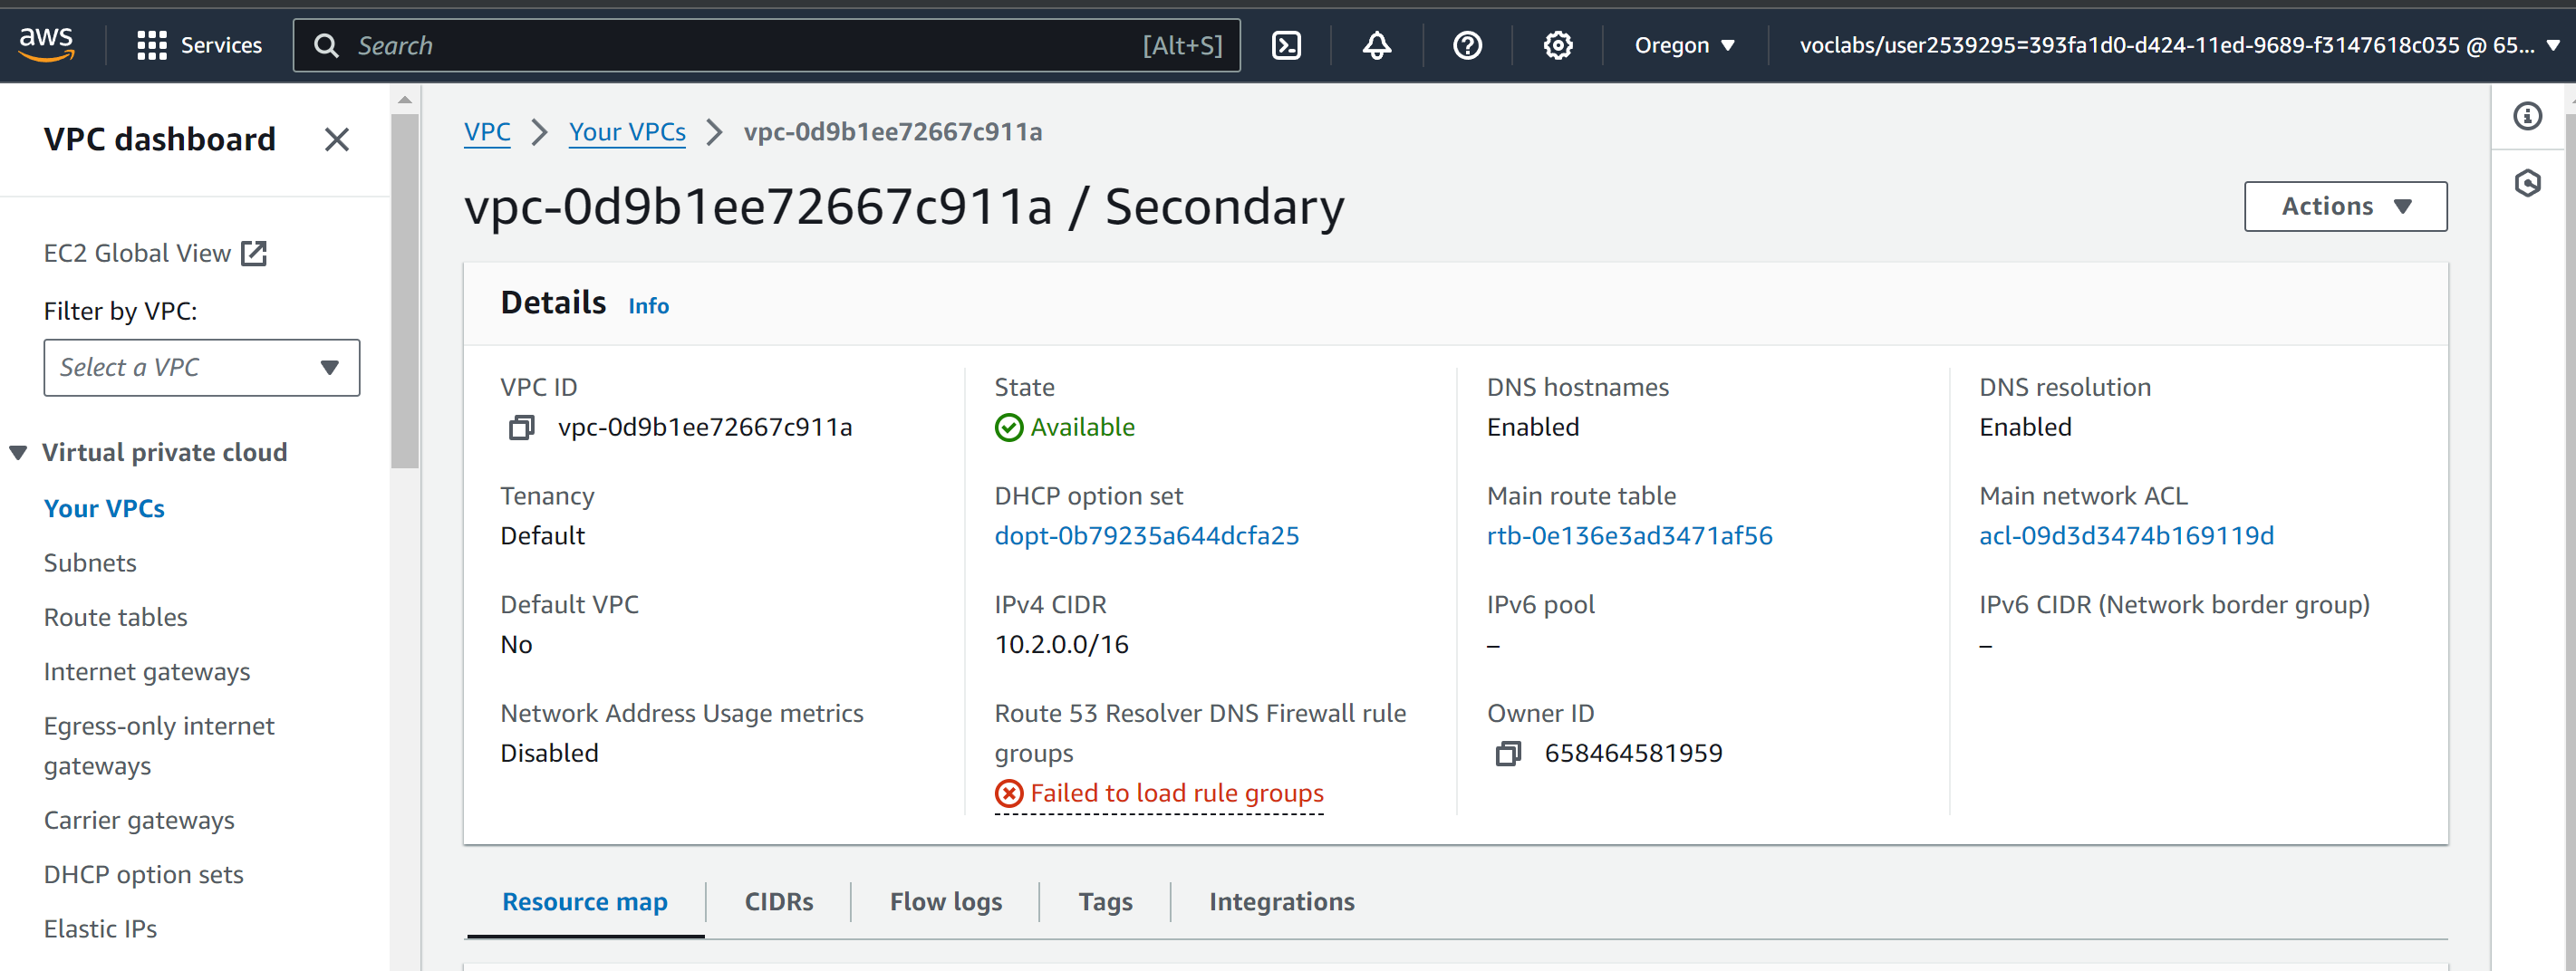 aws
Services
Search
[Alt+S]
Oregon
voclabs/user2539295=393fa1d0-d424-11ed-9689-f3147618c035 @ 65...
VPC dashboard
EC2 Global View
Filter by VPC:
Select a VPC
Virtual private cloud
Your VPCs
Subnets
Route tables
Internet gateways
Egress-only internet
gateways
Carrier gateways
DHCP option sets
Elastic IPs
VPC
Your VPCs
vpc-0d9b1ee72667c911a
vpc-0d9b1ee72667c911a / Secondary
Actions
Details Info
VPC ID
vpc-0d9b1ee72667c911a
State
Available
DNS hostnames
Enabled
DNS resolution
Enabled
Tenancy
Default
DHCP option set
dopt-0b79235a644dcfa25
Main route table
rtb-0e136e3ad3471af56
Main network ACL
acl-09d3d3474b169119d
Default VPC
No
IPv4 CIDR
10.2.0.0/16
IPv6 pool
–
IPv6 CIDR (Network border group)
–
Network Address Usage metrics
Disabled
Route 53 Resolver DNS Firewall rule
groups
Failed to load rule groups
Owner ID
658464581959
Resource map
CIDRs
Flow logs
Tags
Integrations